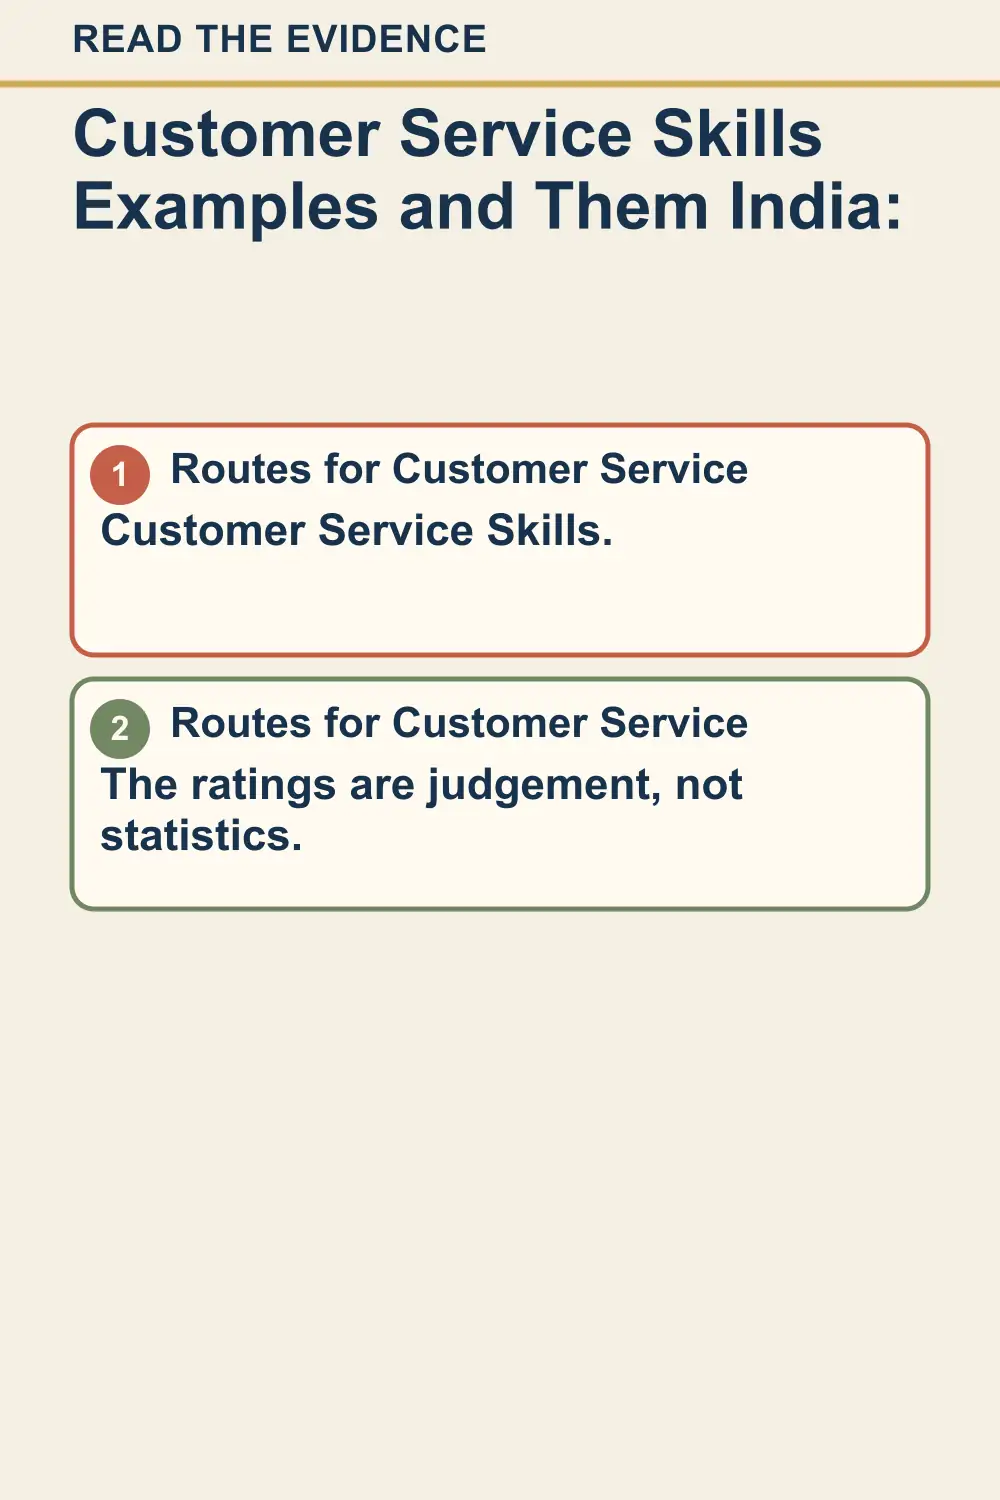 READ THE EVIDENCE
Customer Service Skills
Examples and Them India:
1 Routes for Customer Service
Customer Service Skills.
2 Routes for Customer Service
The ratings are judgement, not
statistics.